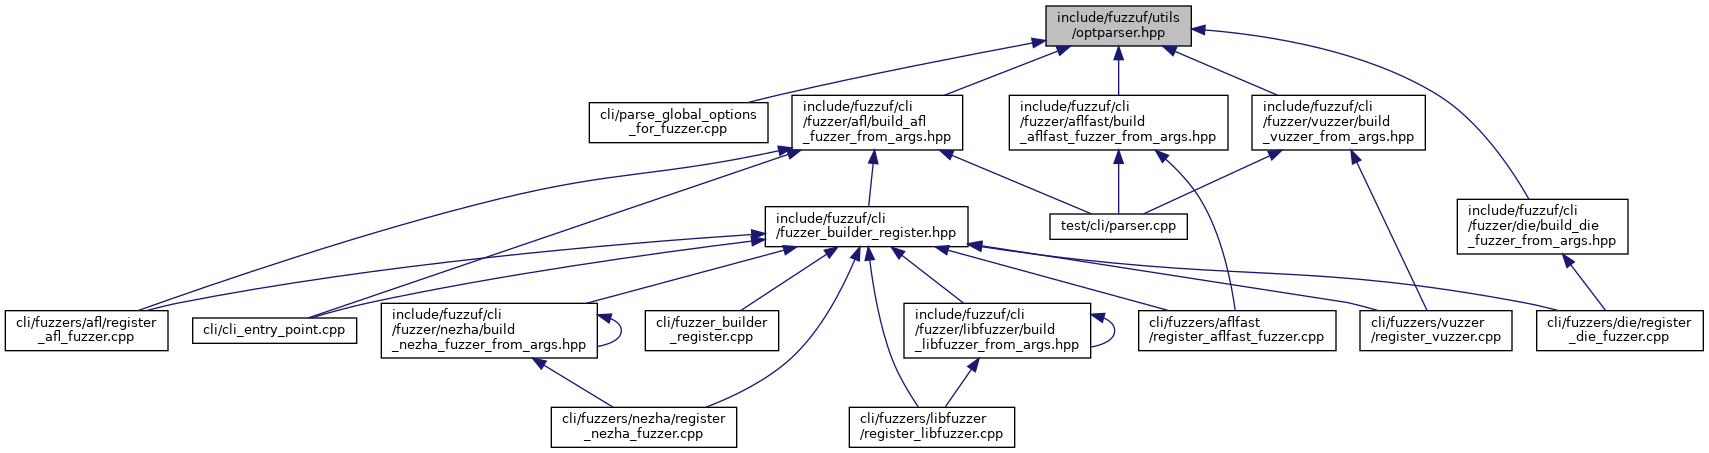 include/fuzzuf/utils
/optparser.hpp
cli/parse_global_options
_for_fuzzer.cpp
include/fuzzuf/cli
/fuzzer/afl/build_afl
_fuzzer_from_args.hpp
include/fuzzuf/cli
/fuzzer/aflfast/build
_aflfast_fuzzer_from_args.hpp
include/fuzzuf/cli
/fuzzer/vuzzer/build
_vuzzer_from_args.hpp
include/fuzzuf/cli
/fuzzer_builder_register.hpp
test/cli/parser.cpp
include/fuzzuf/cli
/fuzzer/die/build_die
_fuzzer_from_args.hpp
cli/fuzzers/afl/register
_afl_fuzzer.cpp
cli/cli_entry_point.cpp
include/fuzzuf/cli
/fuzzer/nezha/build
_nezha_fuzzer_from_args.hpp
cli/fuzzer_builder
_register.cpp
include/fuzzuf/cli
/fuzzer/libfuzzer/build
_libfuzzer_from_args.hpp
cli/fuzzers/aflfast
/register_aflfast_fuzzer.cpp
cli/fuzzers/vuzzer
/register_vuzzer.cpp
cli/fuzzers/die/register
_die_fuzzer.cpp
cli/fuzzers/nezha/register
_nezha_fuzzer.cpp
cli/fuzzers/libfuzzer
/register_libfuzzer.cpp